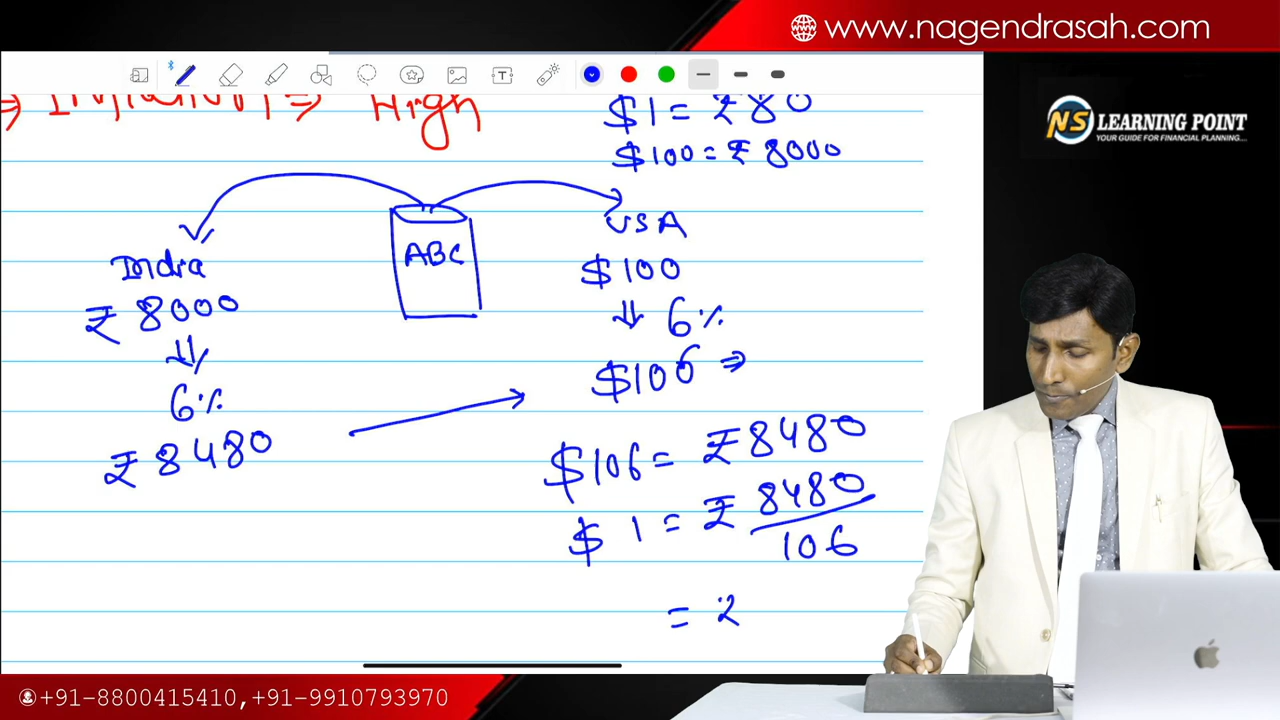 www.nagendrasah.com
NS LEARNING POINT
YOUR GUIDE FOR FINANCIAL PLANNING....
T
⇒ High
$1 = ₹80
$100 = ₹8000
ABC
India
₹ 8000
⇓
6%
₹ 8480
USA
$100
⇓ 6%
$106 ⇒
$106 = ₹8480
$ 1 = ₹ 8480
106
= ₹
+91-8800415410,+91-9910793970